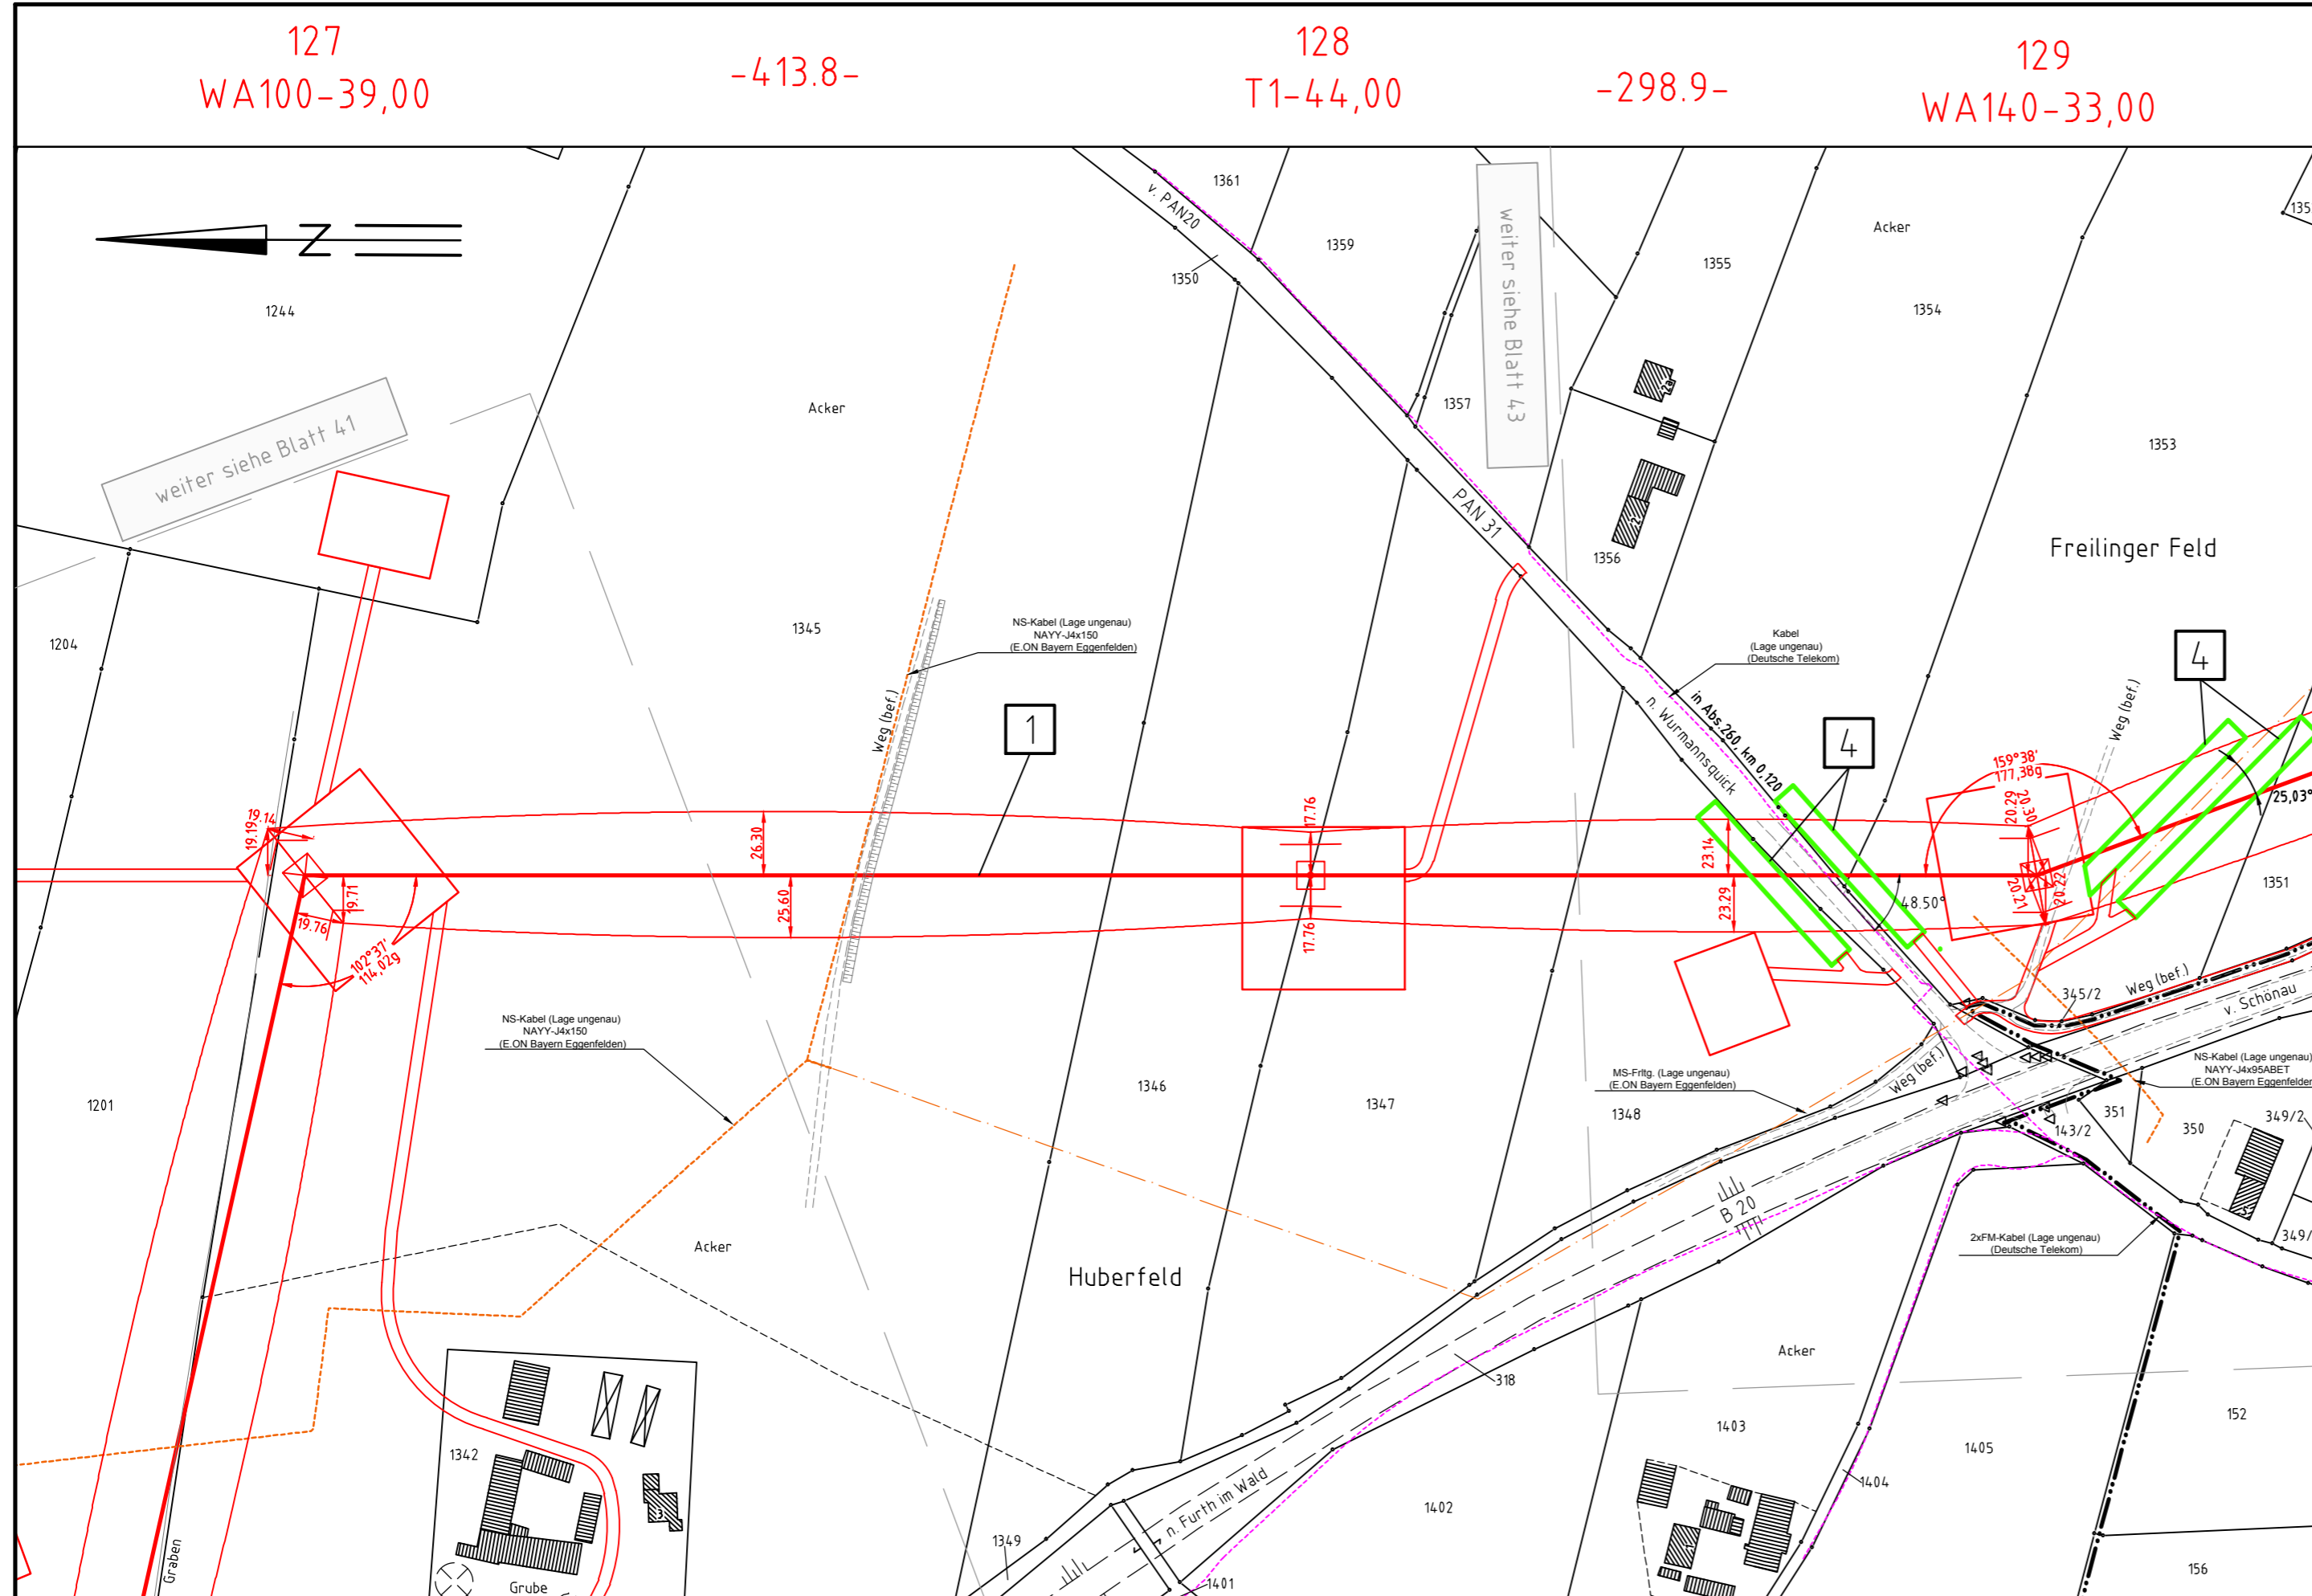 127
WA100-39,00
-413.8-
128
T1-44,00
-298.9-
129
WA140-33,00
N
1361
v. PAN20
1359
1350
weiter siehe Blatt 43
1355
Acker
1354
1244
Acker
1357
1353
weiter siehe Blatt 41
12a
12
PAN 31
1356
Freilinger Feld
1204
1345
NS-Kabel (Lage ungenau)
NAYY-J4x150
(E.ON Bayern Eggenfelden)
Kabel
(Lage ungenau)
(Deutsche Telekom)
4
Weg (bef.)
1
in Abs.260, km 0,120
n. Wurmannsquick
4
Weg (bef.)
159°38'
177,38g
25,03°
19.14
19.19
26.30
17.76
23.14
20.29
20.30
19.71
19.76
25.60
17.76
23.29
48.50°
20.21
20.22
1351
102°37'
114,02g
NS-Kabel (Lage ungenau)
NAYY-J4x150
(E.ON Bayern Eggenfelden)
345/2
Weg (bef.)
v. Schönau
1201
1346
1347
MS-Frltg. (Lage ungenau)
(E.ON Bayern Eggenfelden)
1348
Weg (bef.)
NS-Kabel (Lage ungenau)
NAYY-J4x95ABET
(E.ON Bayern Eggenfelden
351
350
349/2
143/2
B 20
Acker
Huberfeld
2xFM-Kabel (Lage ungenau)
(Deutsche Telekom)
349/
318
Acker
1403
152
1342
1405
1404
1402
n. Furth im Wald
1349
1401
Graben
Grube
156